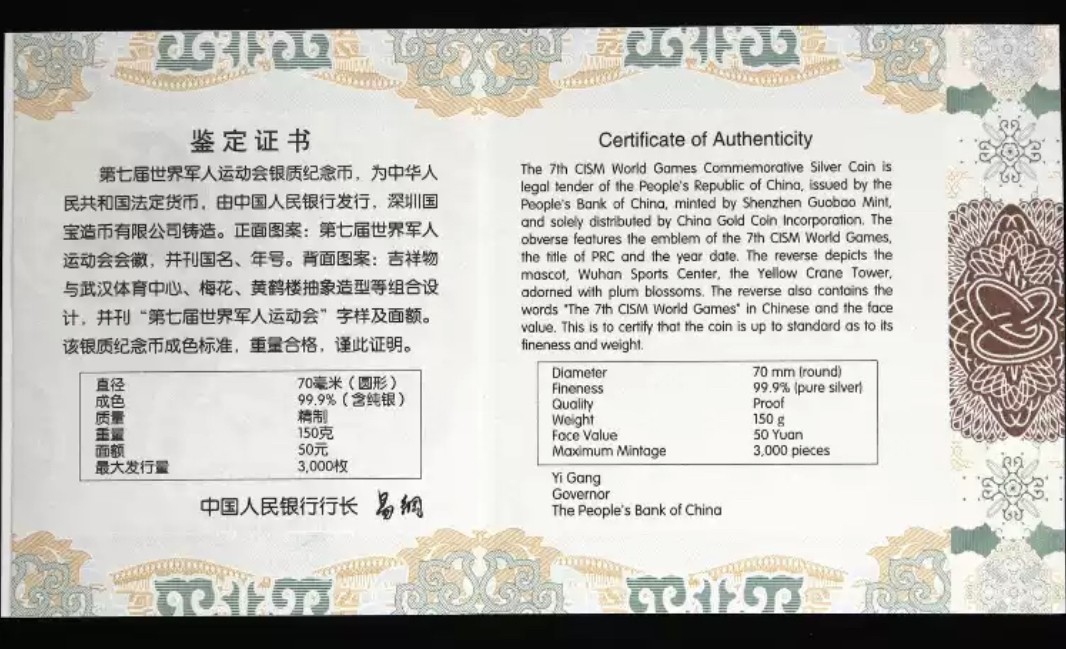 鉴定证书
第七届世界军人运动会银质纪念币，为中华人
民共和国法定货币，由中国人民银行发行，深圳国
宝造币有限公司铸造。正面图案：第七届世界军人
运动会会徽，并刊国名、年号。背面图案：吉祥物
与武汉体育中心、梅花、黄鹤楼抽象造型等组合设
计，并刊“第七届世界军人运动会”字样及面额。
该银质纪念币成色标准，重量合格，谨此证明。
直径 70毫米（圆形）
成色 99.9%（含纯银）
质量 精制
重量 150克
面额 50元
最大发行量 3,000枚
中国人民银行行长 易纲
Certificate of Authenticity
The 7th CISM World Games Commemorative Silver Coin is
legal tender of the People's Republic of China, issued by the
People's Bank of China, minted by Shenzhen Guobao Mint,
and solely distributed by China Gold Coin Incorporation. The
obverse features the emblem of the 7th CISM World Games,
the title of PRC and the year date. The reverse depicts the
mascot, Wuhan Sports Center, the Yellow Crane Tower,
adorned with plum blossoms. The reverse also contains the
words "The 7th CISM World Games" in Chinese and the face
value. This is to certify that the coin is up to standard as to its
fineness and weight.
Diameter 70 mm (round)
Fineness 99.9% (pure silver)
Quality Proof
Weight 150 g
Face Value 50 Yuan
Maximum Mintage 3,000 pieces
Yi Gang
Governor
The People's Bank of China